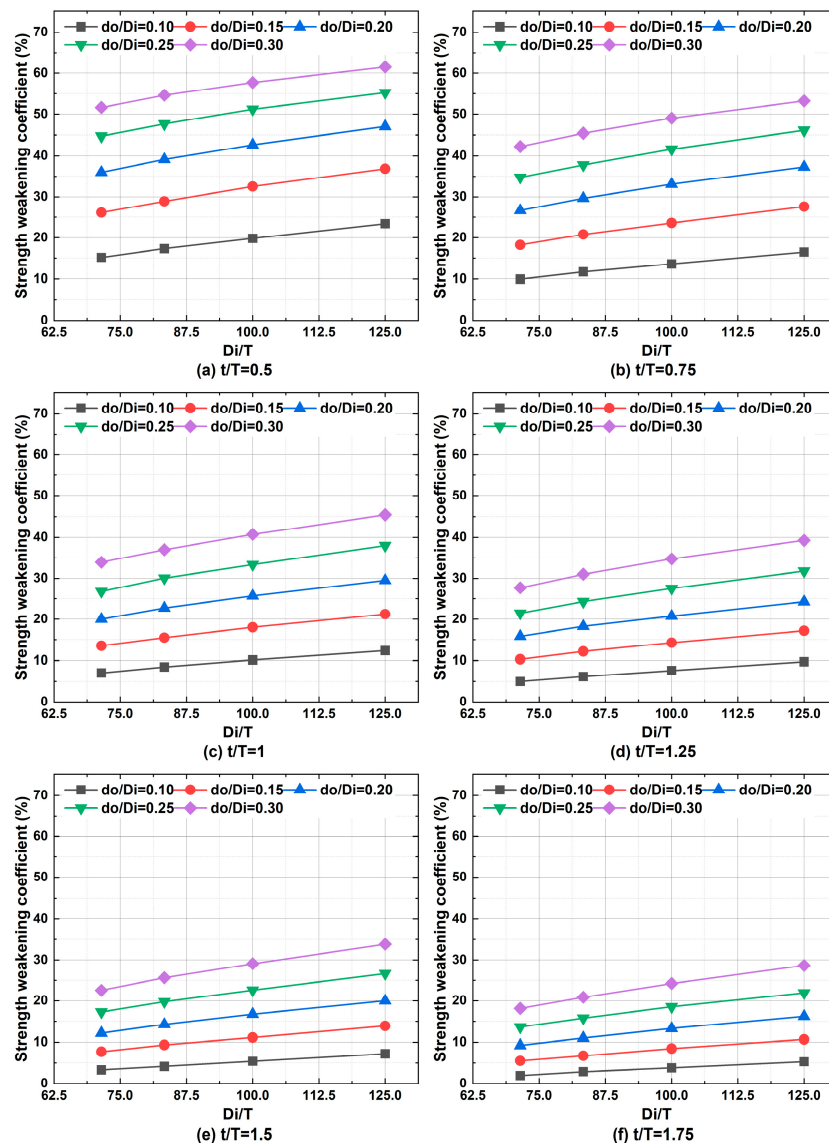 do/Di=0.10 do/Di=0.15 do/Di=0.20
do/Di=0.25 do/Di=0.30
Strength weakening coefficient (%)
70
60
50
40
30
20
10
0
62.5 75.0 87.5 100.0 112.5 125.0
Di/T
(a) t/T=0.5
do/Di=0.10 do/Di=0.15 do/Di=0.20
do/Di=0.25 do/Di=0.30
Strength weakening coefficient (%)
70
60
50
40
30
20
10
0
62.5 75.0 87.5 100.0 112.5 125.0
Di/T
(b) t/T=0.75
do/Di=0.10 do/Di=0.15 do/Di=0.20
do/Di=0.25 do/Di=0.30
Strength weakening coefficient (%)
70
60
50
40
30
20
10
0
62.5 75.0 87.5 100.0 112.5 125.0
Di/T
(c) t/T=1
do/Di=0.10 do/Di=0.15 do/Di=0.20
do/Di=0.25 do/Di=0.30
Strength weakening coefficient (%)
70
60
50
40
30
20
10
0
62.5 75.0 87.5 100.0 112.5 125.0
Di/T
(d) t/T=1.25
do/Di=0.10 do/Di=0.15 do/Di=0.20
do/Di=0.25 do/Di=0.30
Strength weakening coefficient (%)
70
60
50
40
30
20
10
0
62.5 75.0 87.5 100.0 112.5 125.0
Di/T
(e) t/T=1.5
do/Di=0.10 do/Di=0.15 do/Di=0.20
do/Di=0.25 do/Di=0.30
Strength weakening coefficient (%)
70
60
50
40
30
20
10
0
62.5 75.0 87.5 100.0 112.5 125.0
Di/T
(f) t/T=1.75